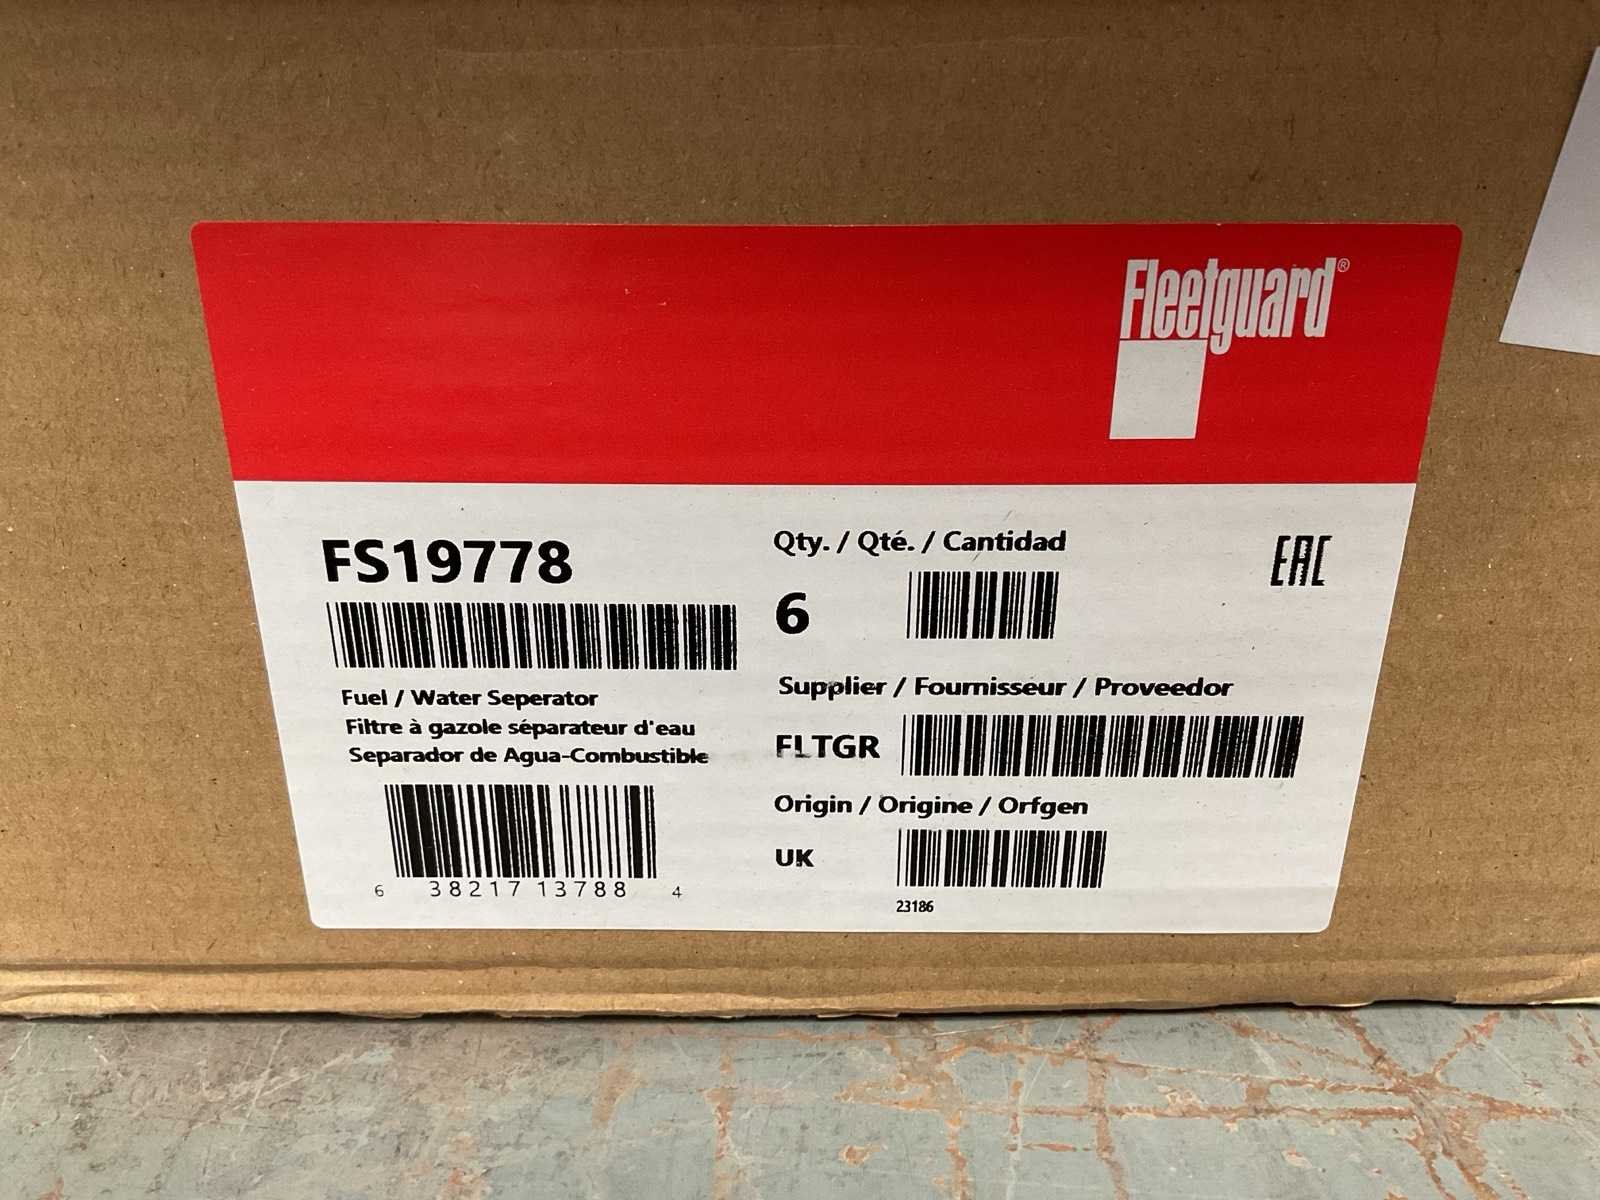 Fleetguard®
FS19778
Fuel / Water Seperator
Filtre à gazole séparateur d'eau
Separador de Agua-Combustible
6 38217 13788 4
Qty. / Qté. / Cantidad
6
EAC
Supplier / Fournisseur / Proveedor
FLTGR
Origin / Origine / Orfgen
UK
23186